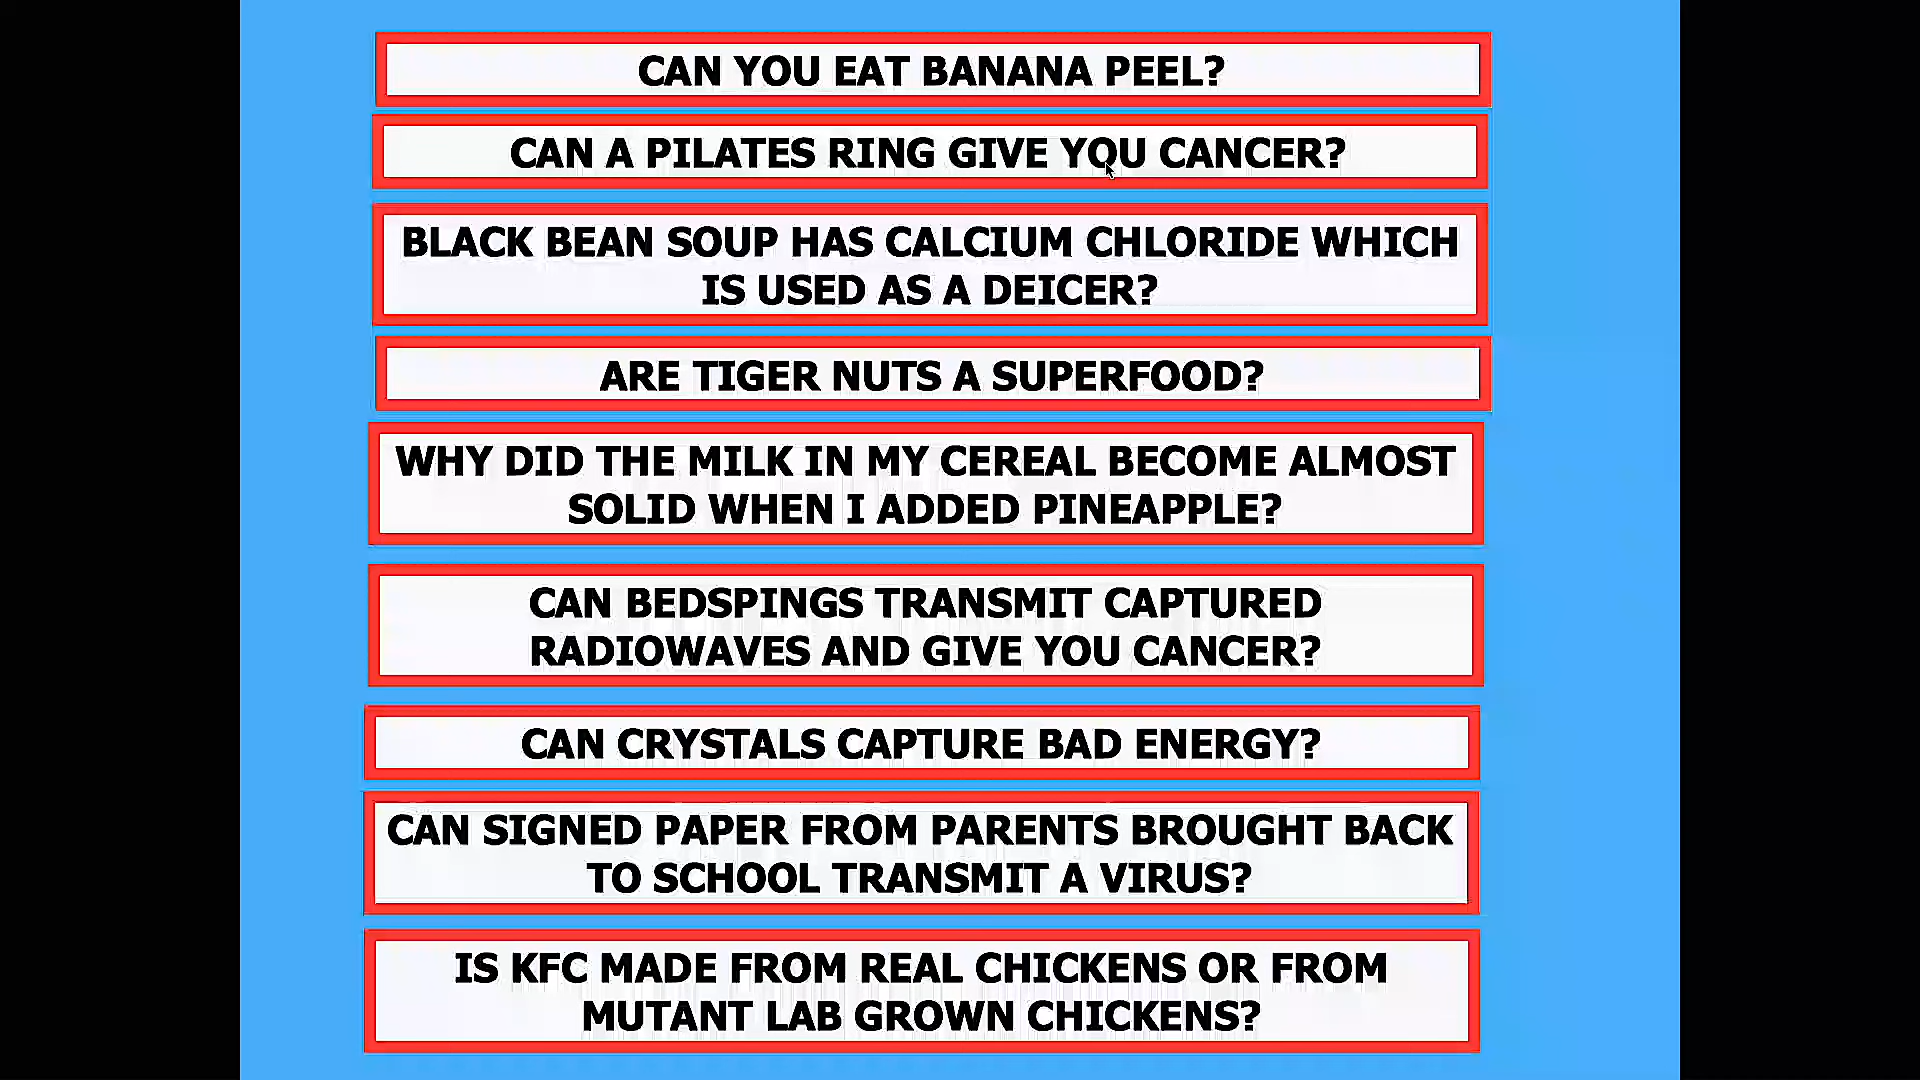 CAN YOU EAT BANANA PEEL?
CAN A PILATES RING GIVE YOU CANCER?
BLACK BEAN SOUP HAS CALCIUM CHLORIDE WHICH
IS USED AS A DEICER?
ARE TIGER NUTS A SUPERFOOD?
WHY DID THE MILK IN MY CEREAL BECOME ALMOST
SOLID WHEN I ADDED PINEAPPLE?
CAN BEDSPINGS TRANSMIT CAPTURED
RADIOWAVES AND GIVE YOU CANCER?
CAN CRYSTALS CAPTURE BAD ENERGY?
CAN SIGNED PAPER FROM PARENTS BROUGHT BACK
TO SCHOOL TRANSMIT A VIRUS?
IS KFC MADE FROM REAL CHICKENS OR FROM
MUTANT LAB GROWN CHICKENS?